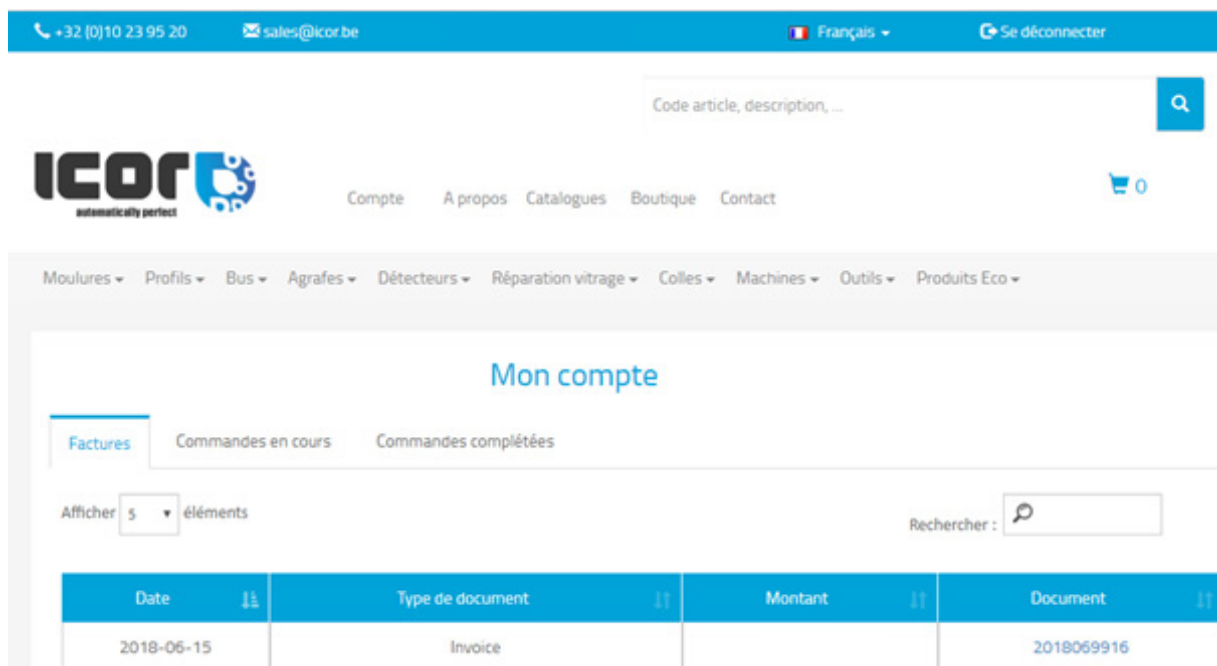 +32 (0)10 23 95 20 sales@icor.be Français Se déconnecter
Code article, description, ...
ICOR
automatically perfect
Compte A propos Catalogues Boutique Contact 0
Moulures Profils Bus Agrafes Détecteurs Réparation vitrage Colles Machines Outils Produits Eco
Mon compte
Factures Commandes en cours Commandes complétées
Afficher 5 éléments Rechercher :
Date Type de document Montant Document
2018-06-15 Invoice 2018069916